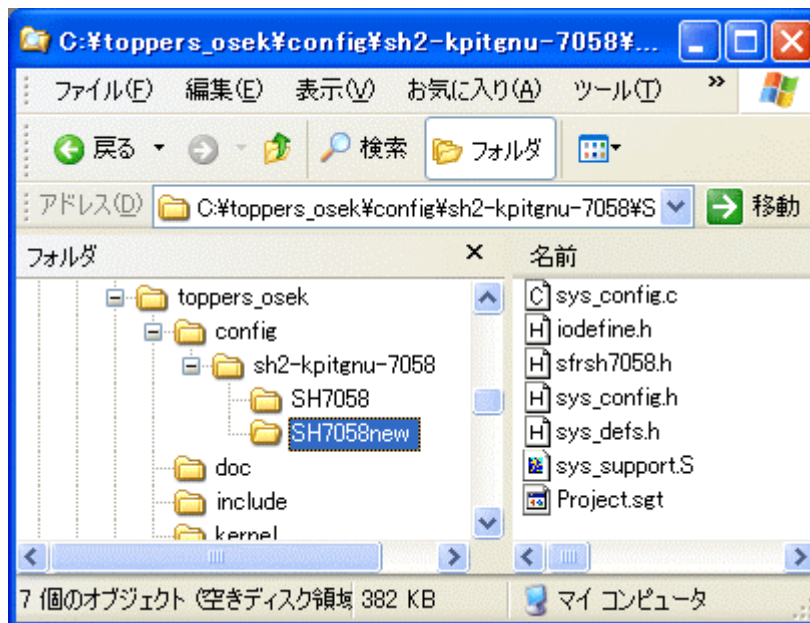 C:¥toppers_osek¥config¥sh2-kpitgnu-7058¥...
ファイル(F) 編集(E) 表示(V) お気に入り(A) ツール(T) »
戻る 検索 フォルダ
アドレス(D) C:¥toppers_osek¥config¥sh2-kpitgnu-7058¥S 移動
フォルダ × 名前
toppers_osek
config
sh2-kpitgnu-7058
SH7058
SH7058new
doc
include
kernel
sys_config.c
iodefine.h
sfrsh7058.h
sys_config.h
sys_defs.h
sys_support.S
Project.sgt
7 個のオブジェクト (空きディスク領域 382 KB マイ コンピュータ